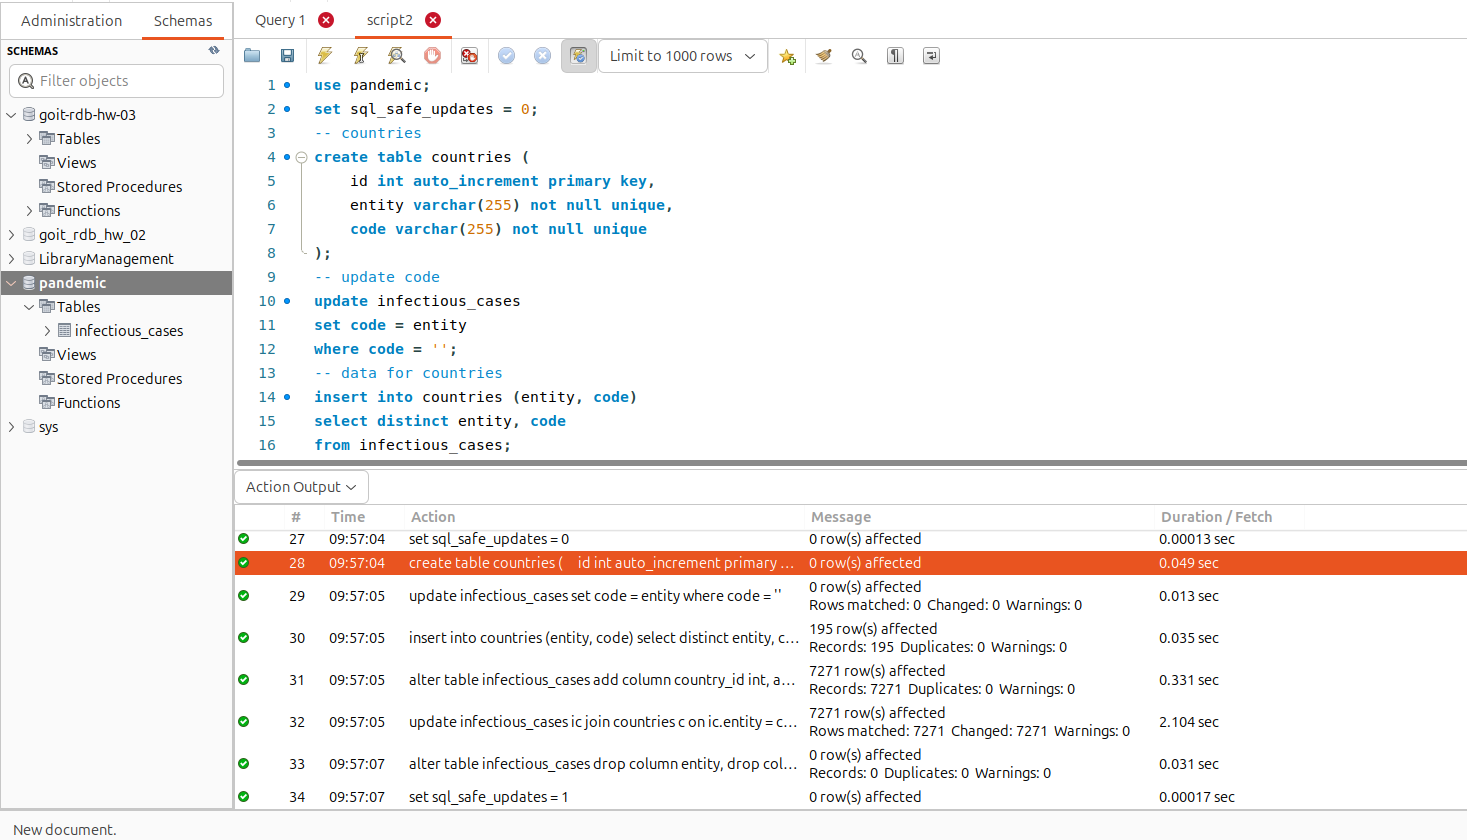 Administration
Schemas
SCHEMAS
Filter objects
goit-rdb-hw-03
Tables
Views
Stored Procedures
Functions
goit_rdb_hw_02
LibraryManagement
pandemic
Tables
infectious_cases
Views
Stored Procedures
Functions
sys
Query 1
script2
Limit to 1000 rows
1 use pandemic;
2 set sql_safe_updates = 0;
3 -- countries
4 create table countries (
5 id int auto_increment primary key,
6 entity varchar(255) not null unique,
7 code varchar(255) not null unique
8 );
9 -- update code
10 update infectious_cases
11 set code = entity
12 where code = '';
13 -- data for countries
14 insert into countries (entity, code)
15 select distinct entity, code
16 from infectious_cases;
Action Output
# Time Action Message Duration / Fetch
27 09:57:04 set sql_safe_updates = 0 0 row(s) affected 0.00013 sec
28 09:57:04 create table countries ( id int auto_increment primary ... 0 row(s) affected 0.049 sec
29 09:57:05 update infectious_cases set code = entity where code = '' 0 row(s) affected
Rows matched: 0 Changed: 0 Warnings: 0 0.013 sec
30 09:57:05 insert into countries (entity, code) select distinct entity, c... 195 row(s) affected
Records: 195 Duplicates: 0 Warnings: 0 0.035 sec
31 09:57:05 alter table infectious_cases add column country_id int, a... 7271 row(s) affected
Records: 7271 Duplicates: 0 Warnings: 0 0.331 sec
32 09:57:05 update infectious_cases ic join countries c on ic.entity = c... 7271 row(s) affected
Rows matched: 7271 Changed: 7271 Warnings: 0 2.104 sec
33 09:57:07 alter table infectious_cases drop column entity, drop col... 0 row(s) affected
Records: 0 Duplicates: 0 Warnings: 0 0.031 sec
34 09:57:07 set sql_safe_updates = 1 0 row(s) affected 0.00017 sec
New document.